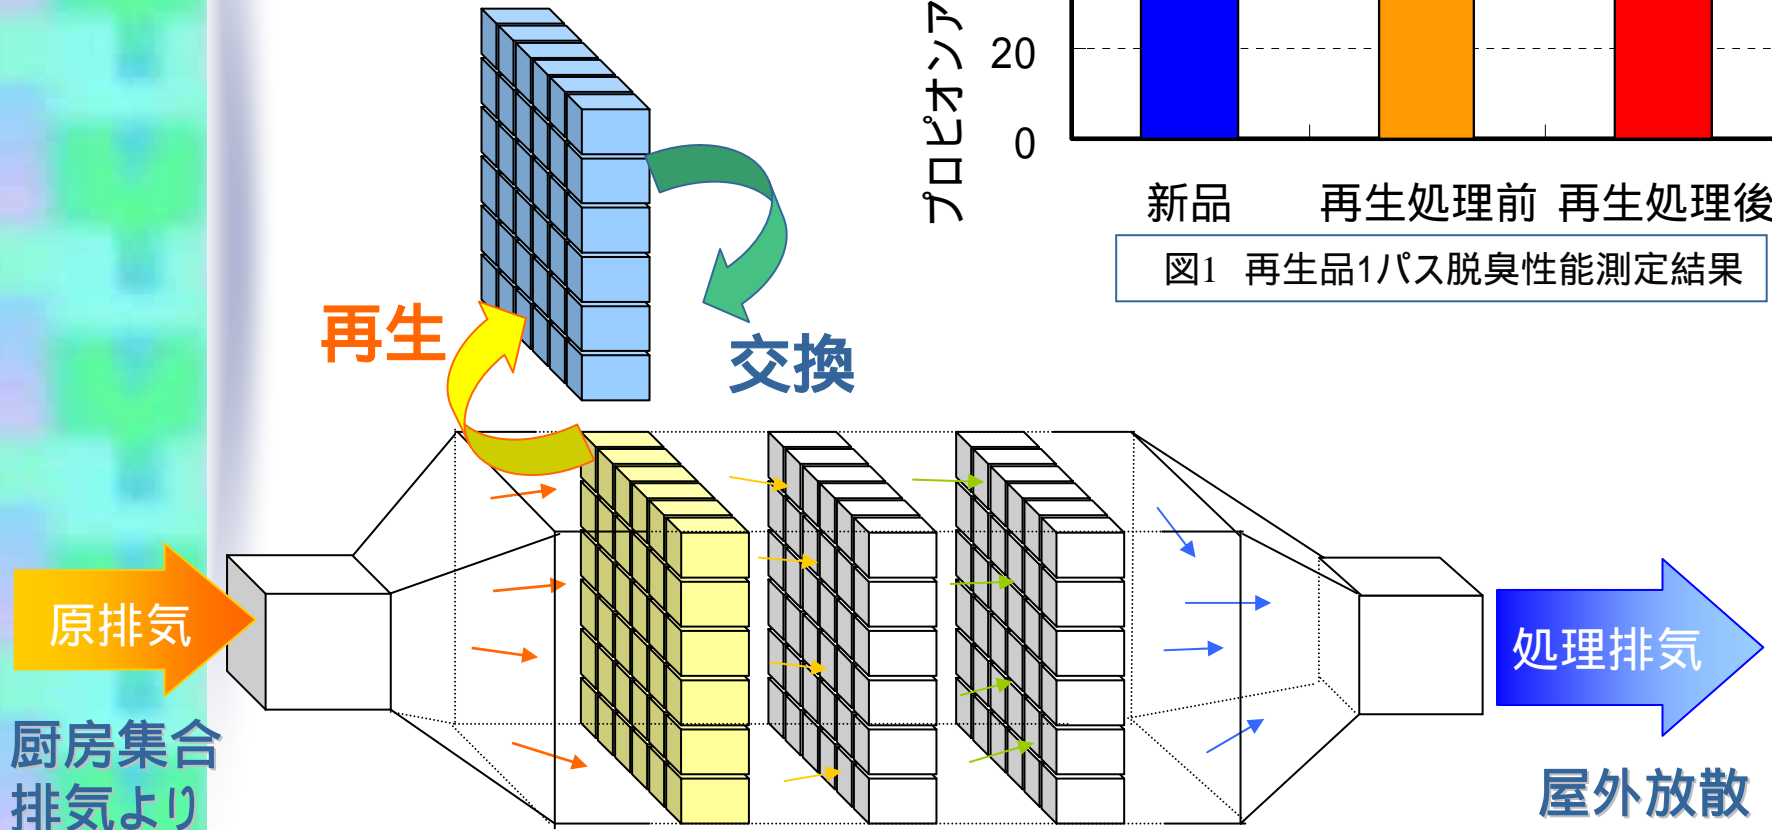 プロピオンア
20
0
新品 再生処理前 再生処理後
図1 再生品1パス脱臭性能測定結果
再生
交換
原排気
処理排気
厨房集合
排気より
屋外放散